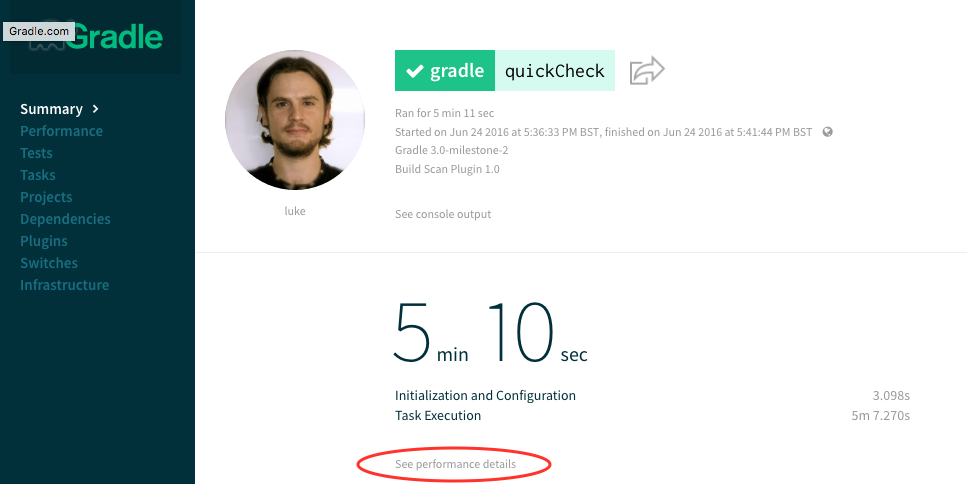 Gradle.com
Gradle
Summary
Performance
Tests
Tasks
Projects
Dependencies
Plugins
Switches
Infrastructure
luke
gradle quickCheck
Ran for 5 min 11 sec
Started on Jun 24 2016 at 5:36:33 PM BST, finished on Jun 24 2016 at 5:41:44 PM BST
Gradle 3.0-milestone-2
Build Scan Plugin 1.0
See console output
5 min 10 sec
Initialization and Configuration 3.098s
Task Execution 5m 7.270s
See performance details